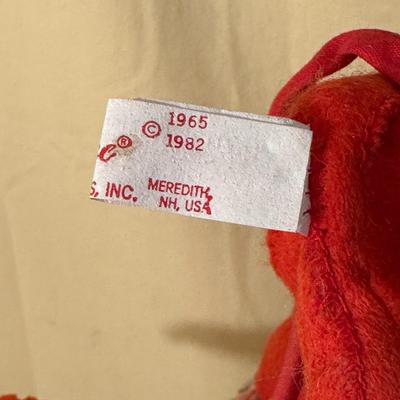 © 1965
1982
®
INC.
MEREDITH,
NH, USA